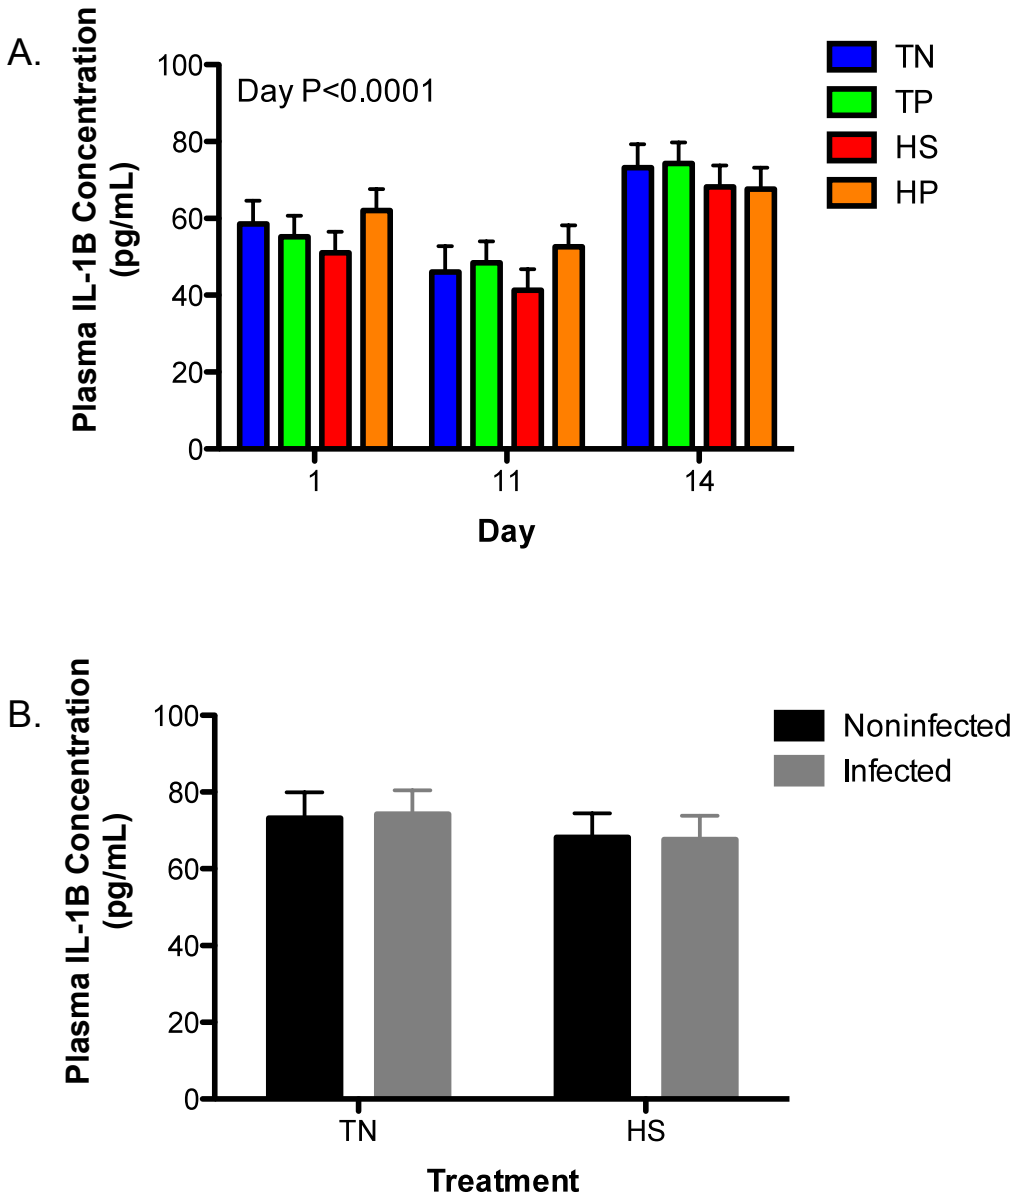 A.
Plasma IL-1B Concentration
(pg/mL)
100
80
60
40
20
0
Day P<0.0001
1
11
14
Day
TN
TP
HS
HP
B.
Plasma IL-1B Concentration
(pg/mL)
100
80
60
40
20
0
TN
HS
Treatment
Noninfected
Infected